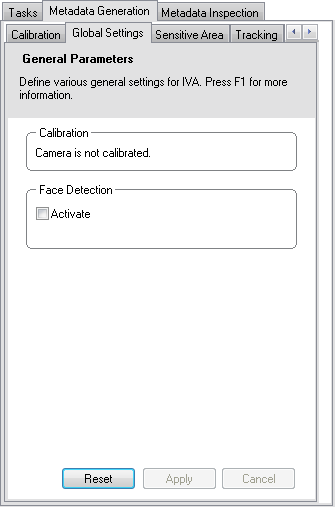 Tasks Metadata Generation Metadata Inspection
Calibration Global Settings Sensitive Area Tracking
General Parameters
Define various general settings for IVA. Press F1 for more
information.
Calibration
Camera is not calibrated.
Face Detection
Activate
Reset Apply Cancel